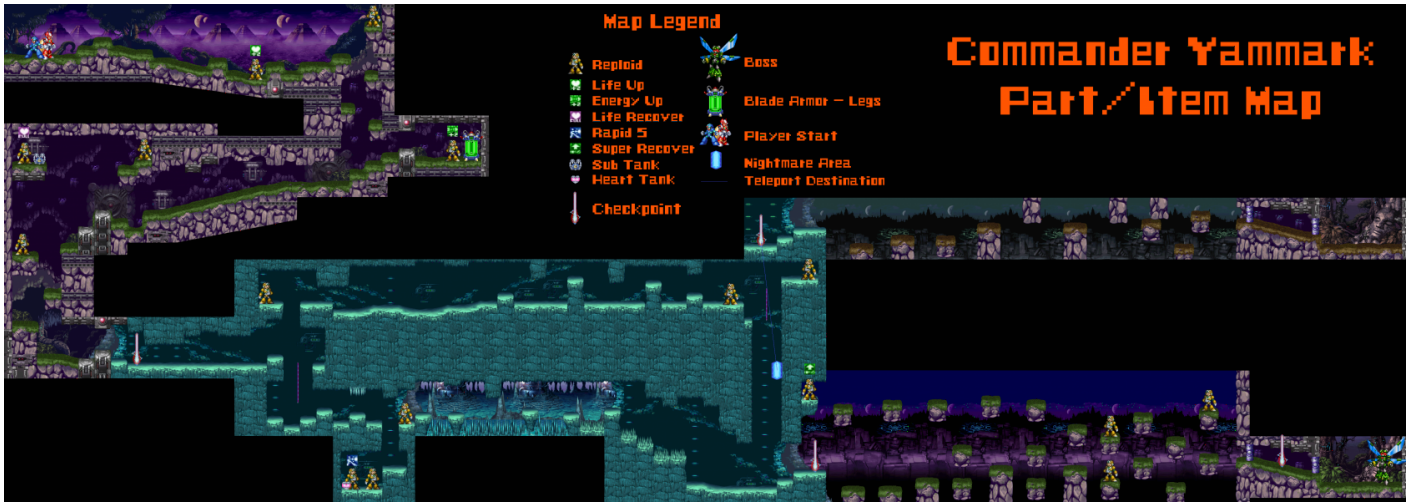 Map Legend
Reploid
Life Up
Energy Up
Life Recover
Rapid 5
Super Recover
Sub Tank
Heart Tank
Checkpoint
Boss
Blade Armor - Legs
Player Start
Nightmare Area
Teleport Destination
Commander Yammark
Part/Item Map